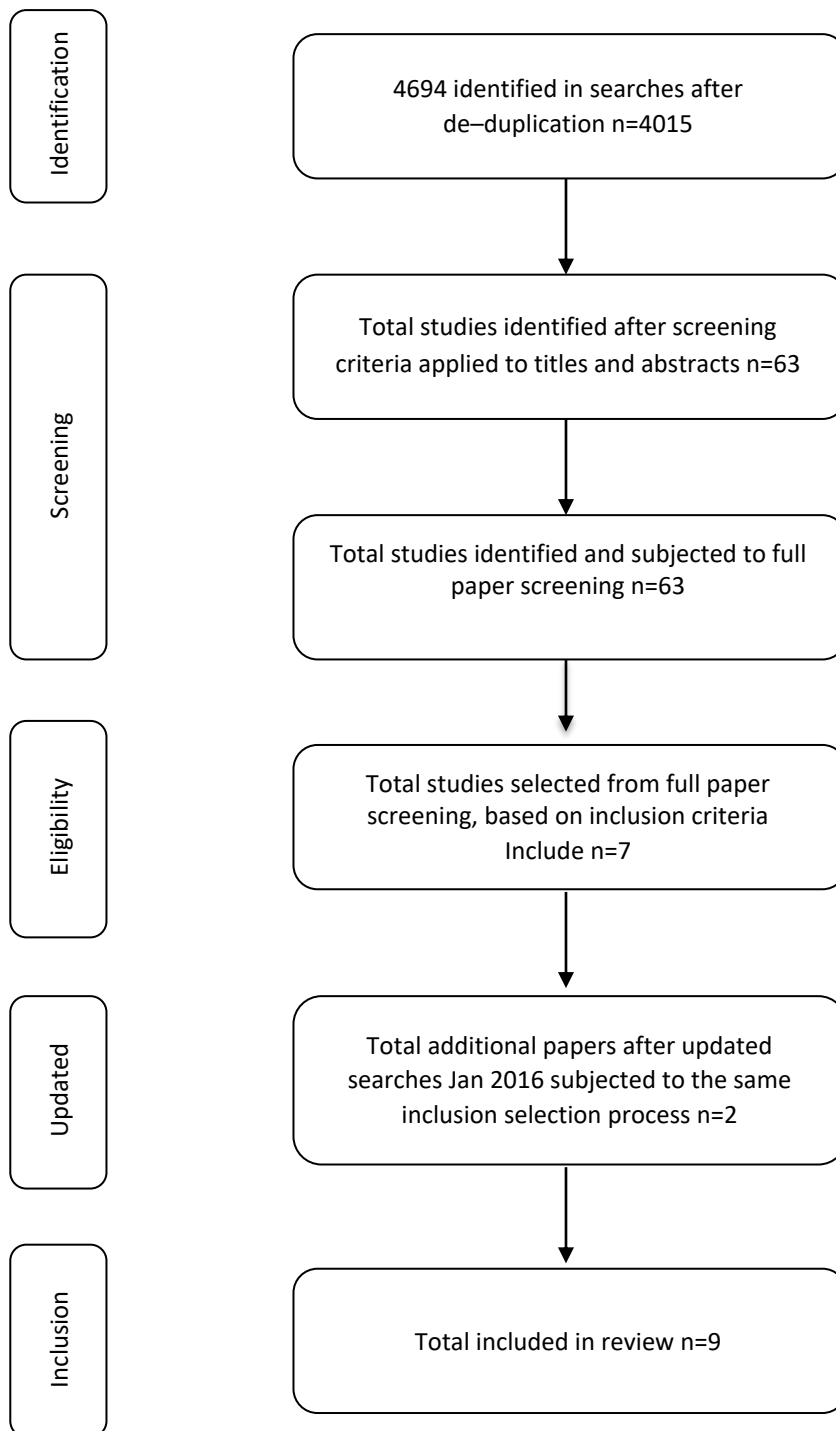 Identification
4694 identified in searches after
de–duplication n=4015
Screening
Total studies identified after screening
criteria applied to titles and abstracts n=63
Total studies identified and subjected to full
paper screening n=63
Eligibility
Total studies selected from full paper
screening, based on inclusion criteria
Include n=7
Updated
Total additional papers after updated
searches Jan 2016 subjected to the same
inclusion selection process n=2
Inclusion
Total included in review n=9